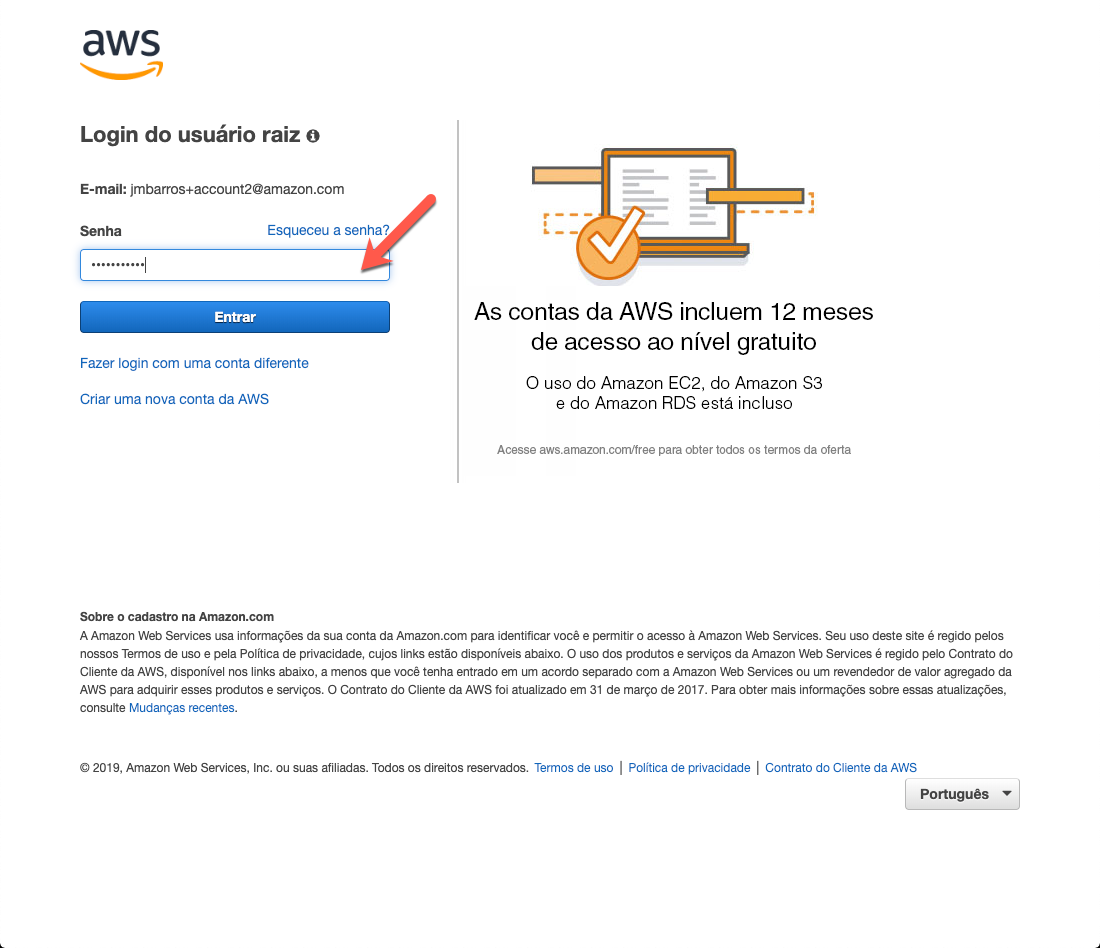 aws
Login do usuário raiz
E-mail: jmbarros+account2@amazon.com
Senha
Esqueceu a senha?
•••••••••••
Entrar
Fazer login com uma conta diferente
Criar uma nova conta da AWS
As contas da AWS incluem 12 meses
de acesso ao nível gratuito
O uso do Amazon EC2, do Amazon S3
e do Amazon RDS está incluso
Acesse aws.amazon.com/free para obter todos os termos da oferta
Sobre o cadastro na Amazon.com
A Amazon Web Services usa informações da sua conta da Amazon.com para identificar você e permitir o acesso à Amazon Web Services. Seu uso deste site é regido pelos
nossos Termos de uso e pela Política de privacidade, cujos links estão disponíveis abaixo. O uso dos produtos e serviços da Amazon Web Services é regido pelo Contrato do
Cliente da AWS, disponível nos links abaixo, a menos que você tenha entrado em um acordo separado com a Amazon Web Services ou um revendedor de valor agregado da
AWS para adquirir esses produtos e serviços. O Contrato do Cliente da AWS foi atualizado em 31 de março de 2017. Para obter mais informações sobre essas atualizações,
consulte Mudanças recentes.
© 2019, Amazon Web Services, Inc. ou suas afiliadas. Todos os direitos reservados. Termos de uso | Política de privacidade | Contrato do Cliente da AWS
Português